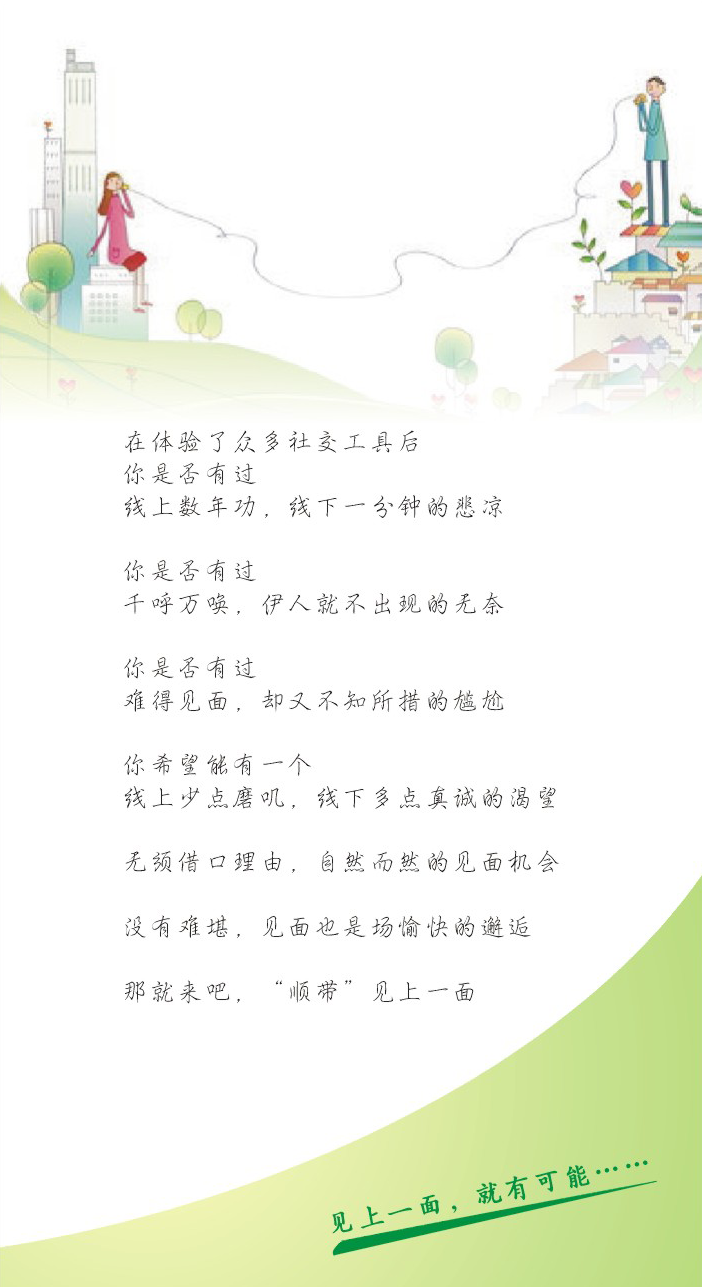 在体验了众多社交工具后
你是否有过
线上数年功，线下一分钟的悲凉
你是否有过
千呼万唤，伊人就不出现的无奈
你是否有过
难得见面，却又不知所措的尴尬
你希望能有一个
线上少点磨叽，线下多点真诚的渴望
无须借口理由，自然而然的见面机会
没有难堪，见面也是场愉快的邂逅
那就来吧，“顺带”见上一面
见上一面，就有可能……